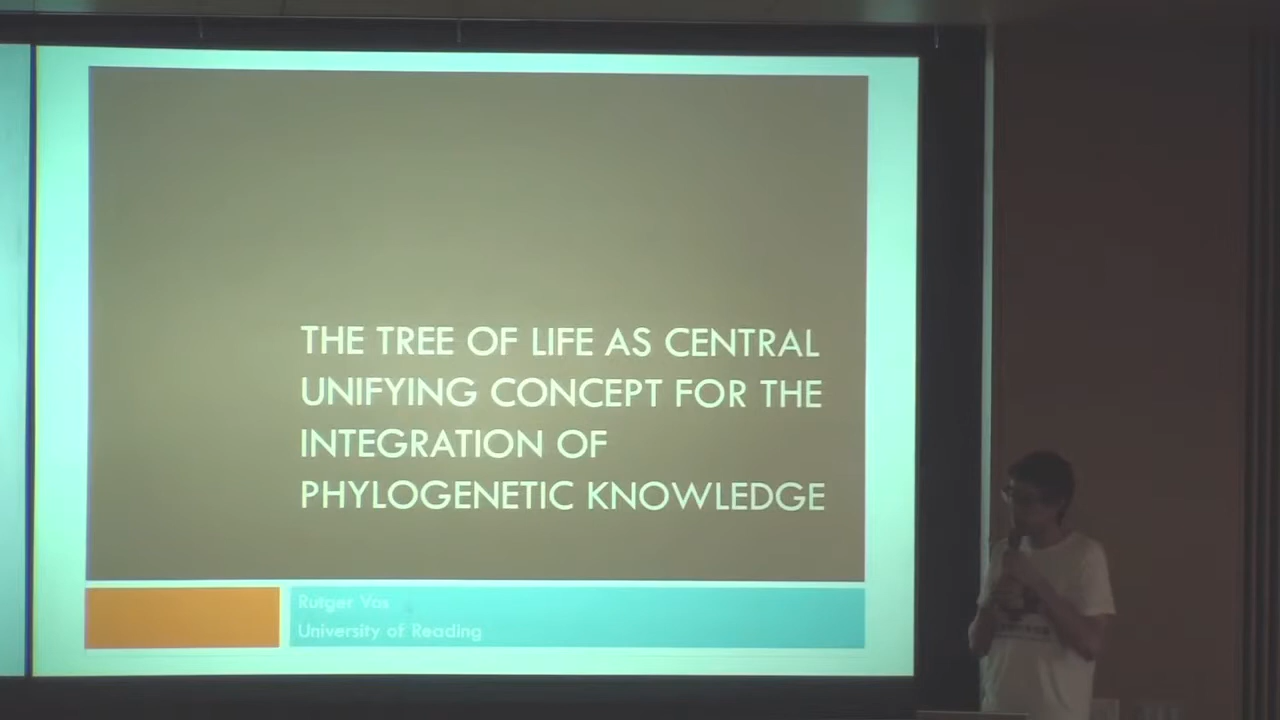 THE TREE OF LIFE AS CENTRAL
UNIFYING CONCEPT FOR THE
INTEGRATION OF
PHYLOGENETIC KNOWLEDGE
Rutger Vos
University of Reading